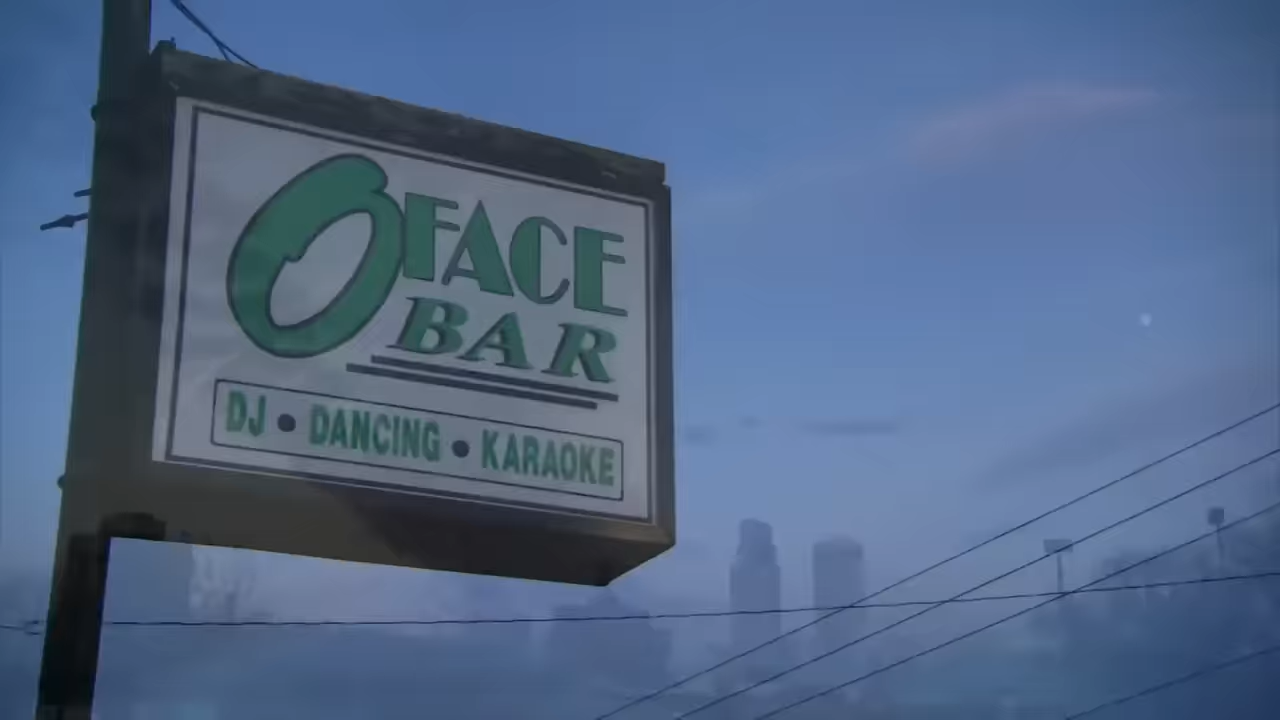 O FACE
BAR
DJ • DANCING • KARAOKE